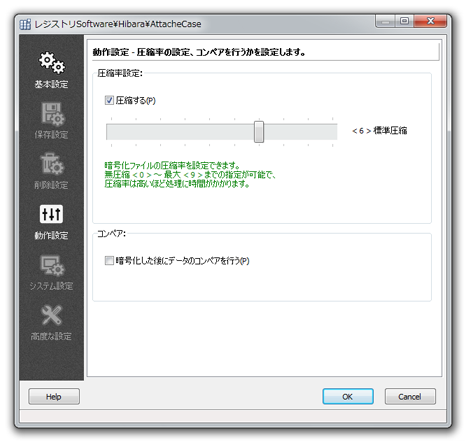 レジストリSoftware¥Hibara¥AttacheCase
基本設定
保存設定
削除設定
動作設定
システム設定
高度な設定
動作設定 - 圧縮率の設定、コンペアを行うかを設定します。
圧縮率設定:
圧縮する(P)
< 6 > 標準圧縮
暗号化ファイルの圧縮率を設定できます。
無圧縮 < 0 > ～ 最大 < 9 > までの指定が可能で、
圧縮率は高いほど処理に時間がかかります。
コンペア:
暗号化した後にデータのコンペアを行う(P)
Help
OK
Cancel